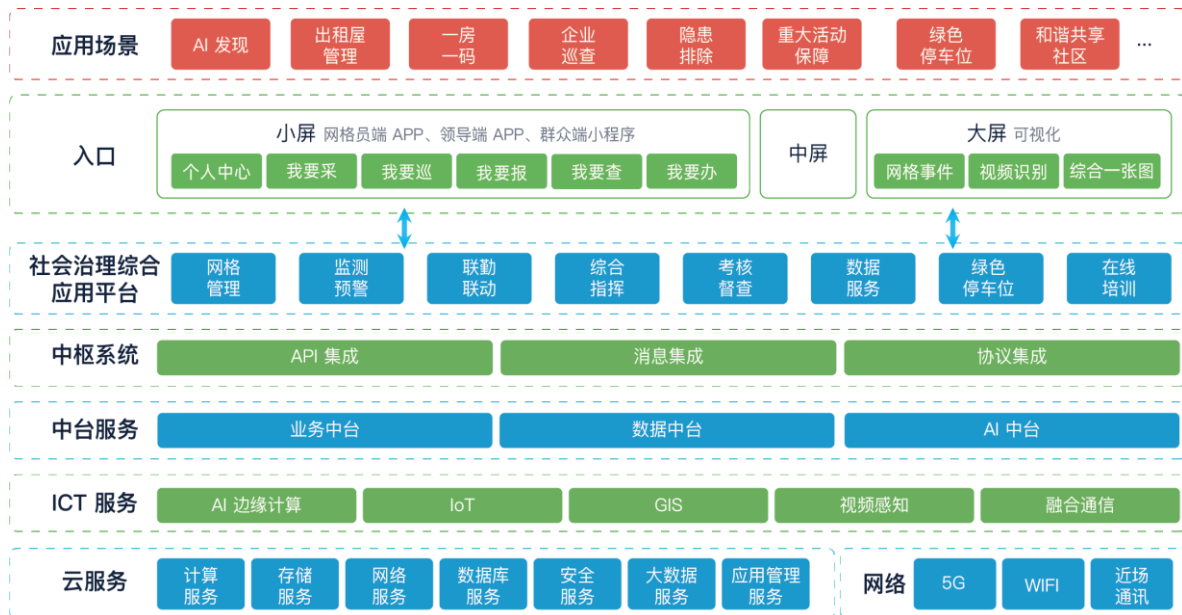 应用场景
AI 发现
出租屋
管理
一房
一码
企业
巡查
隐患
排除
重大活动
保障
绿色
停车位
和谐共享
社区
...
入口
小屏 网格员端 APP、领导端 APP、群众端小程序
个人中心
我要采
我要巡
我要报
我要查
我要办
中屏
大屏 可视化
网格事件
视频识别
综合一张图
社会治理综合
应用平台
网格
管理
监测
预警
联勤
联动
综合
指挥
考核
督查
数据
服务
绿色
停车位
在线
培训
中枢系统
API 集成
消息集成
协议集成
中台服务
业务中台
数据中台
AI 中台
ICT 服务
AI 边缘计算
IoT
GIS
视频感知
融合通信
云服务
计算
服务
存储
服务
网络
服务
数据库
服务
安全
服务
大数据
服务
应用管理
服务
网络
5G
WIFI
近场
通讯